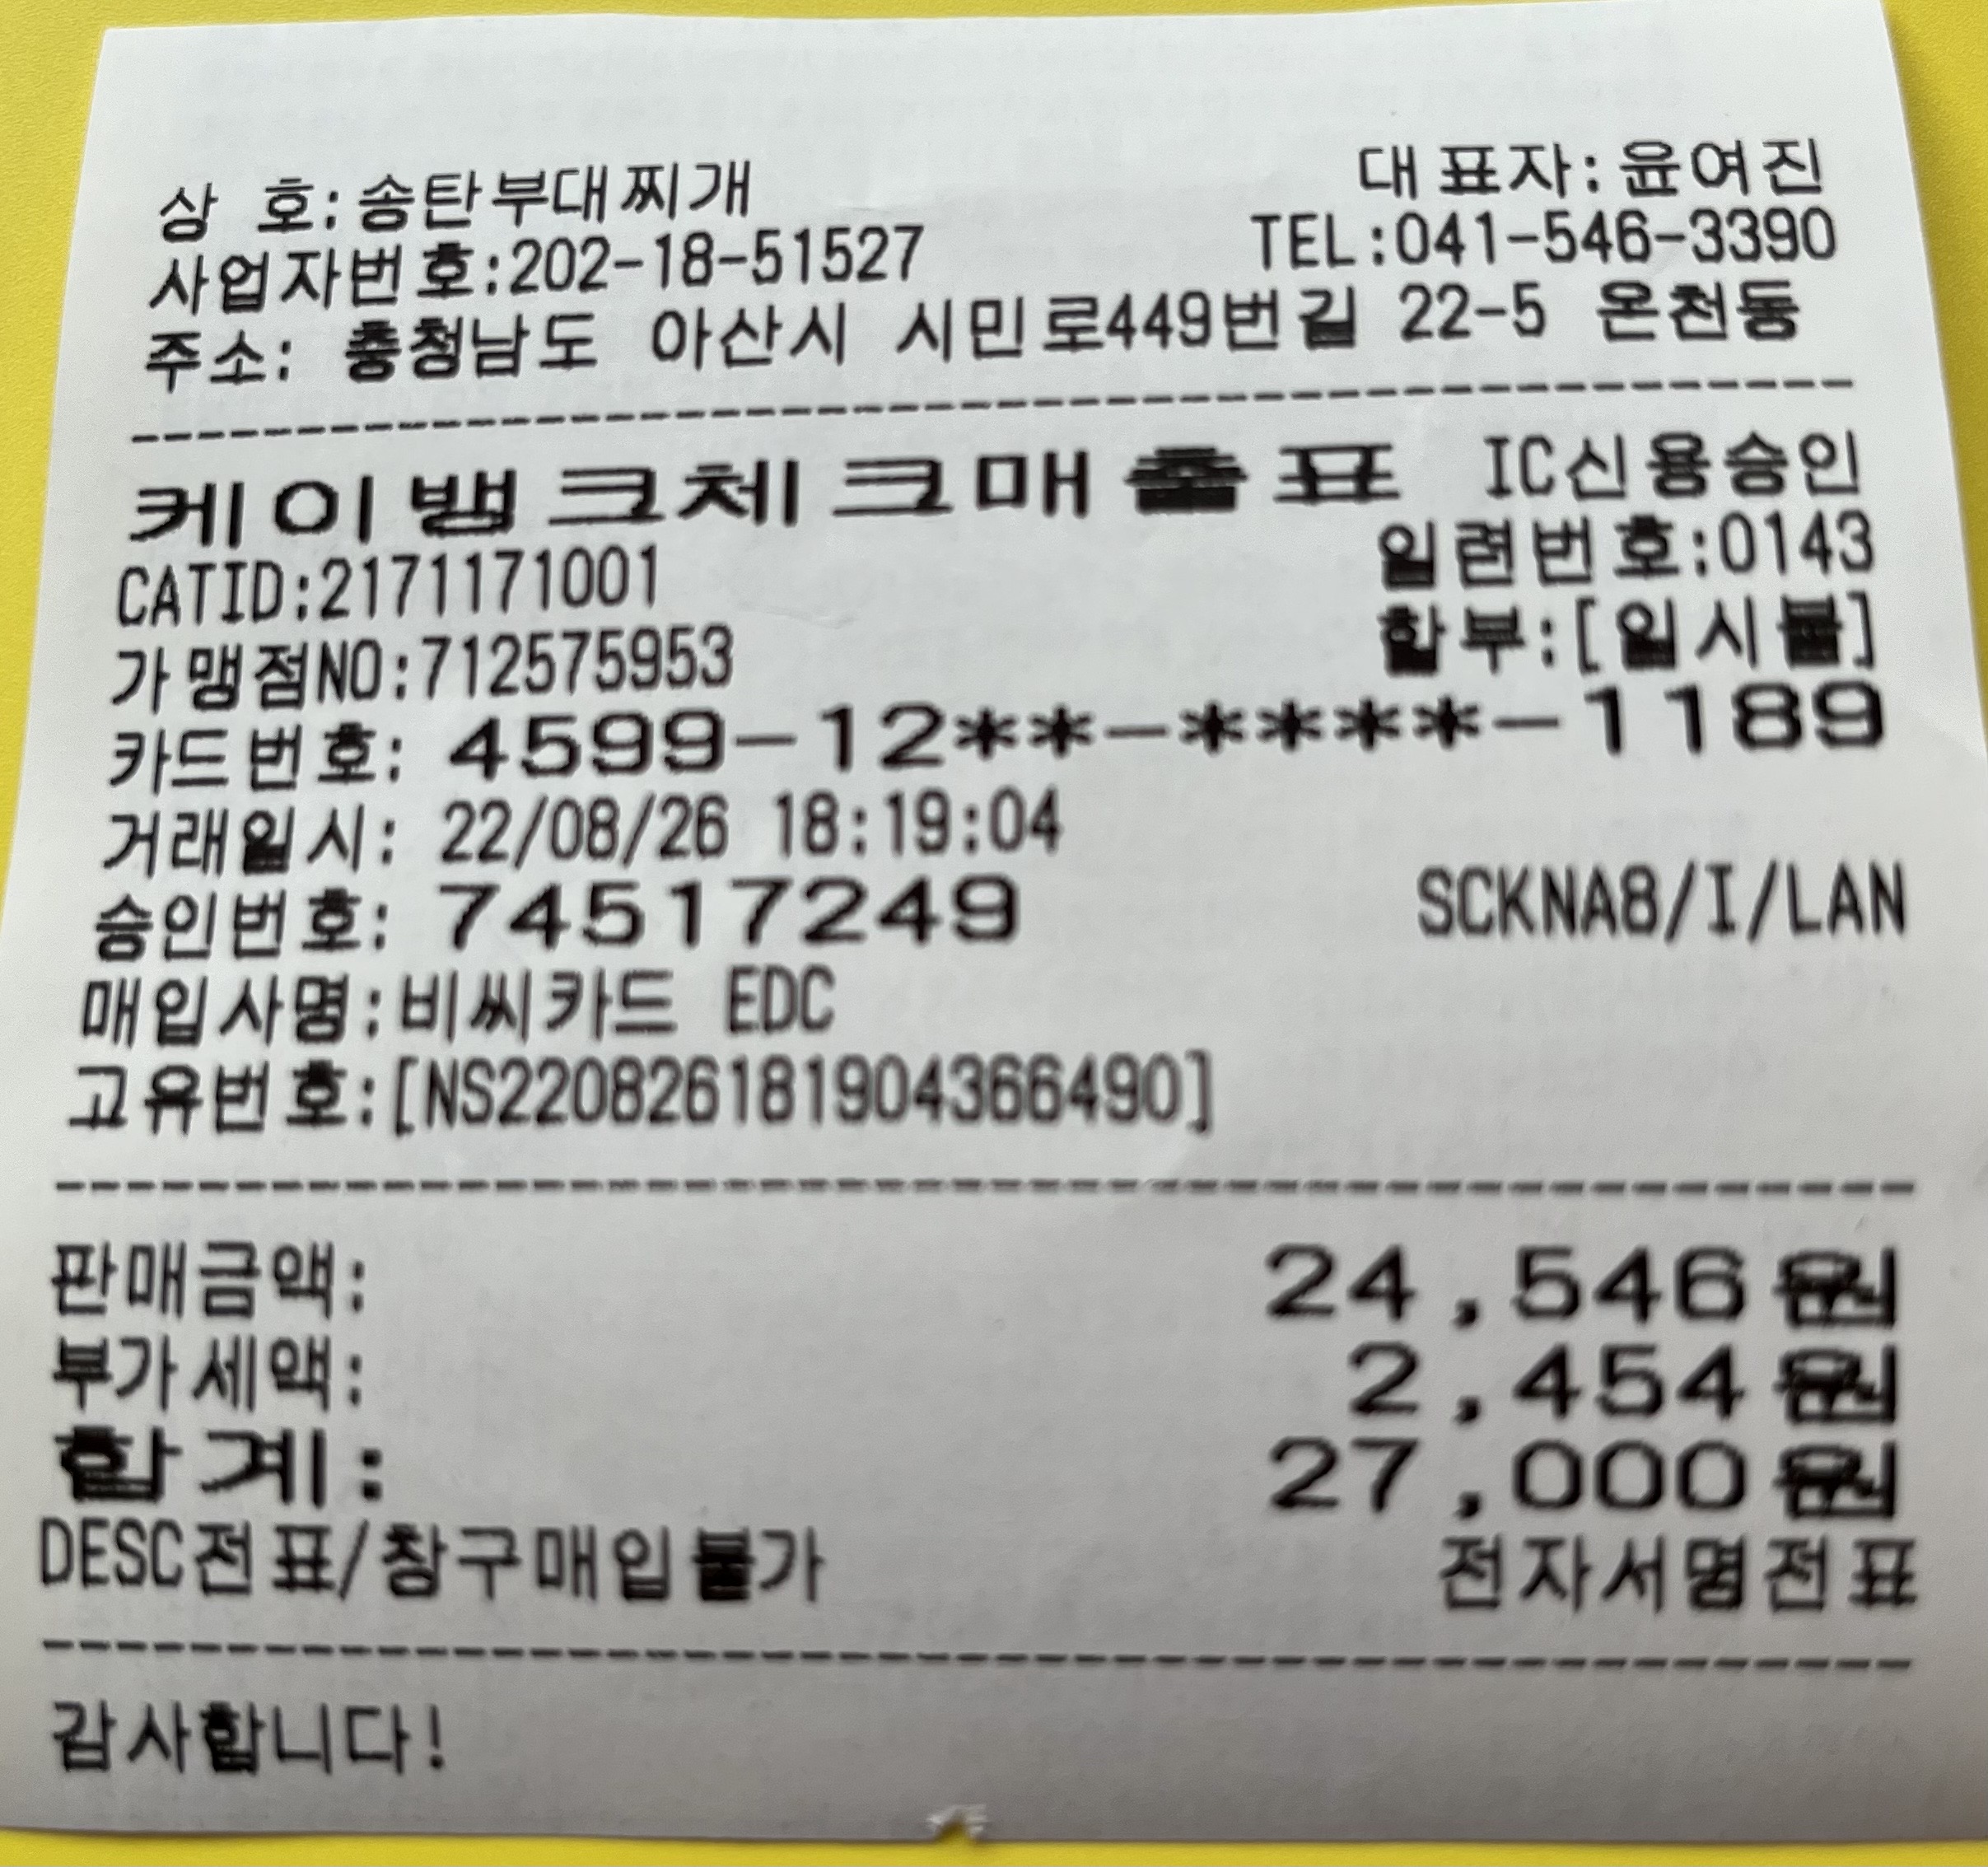 상 호:송탄부대찌개 대표자:윤여진
사업자번호:202-18-51527 TEL:041-546-3390
주소: 충청남도 아산시 시민로449번길 22-5 온천동
케이뱅크체크매출표 IC신용승인
CATID:2171171001 일련번호:0143
가맹점NO:712575953 할부:[일시불]
카드번호: 4599-12**-****-1189
거래일시: 22/08/26 18:19:04
승인번호: 74517249 SCKNA8/I/LAN
매입사명:비씨카드 EDC
고유번호:[NS220826181904366490]
판매금액: 24,546원
부가세액: 2,454원
합계: 27,000원
DESC전표/창구매입불가 전자서명전표
감사합니다!